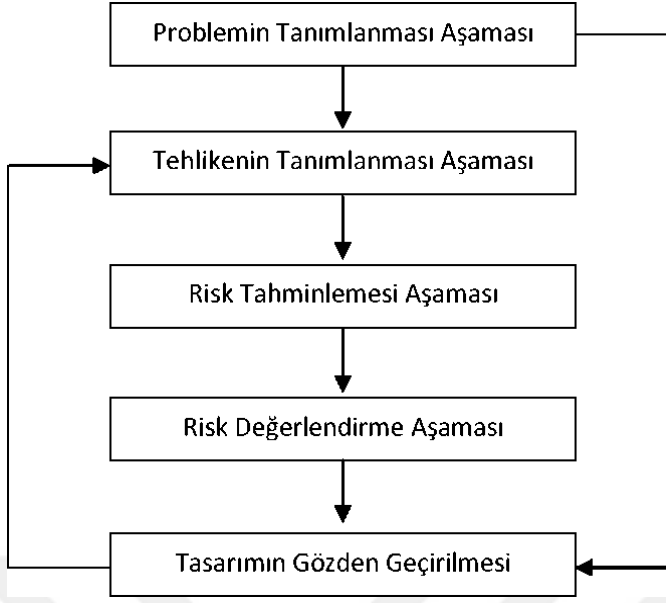 Problemin Tanımlanması Aşaması
Tehlikenin Tanımlanması Aşaması
Risk Tahminlemesi Aşaması
Risk Değerlendirme Aşaması
Tasarımın Gözden Geçirilmesi